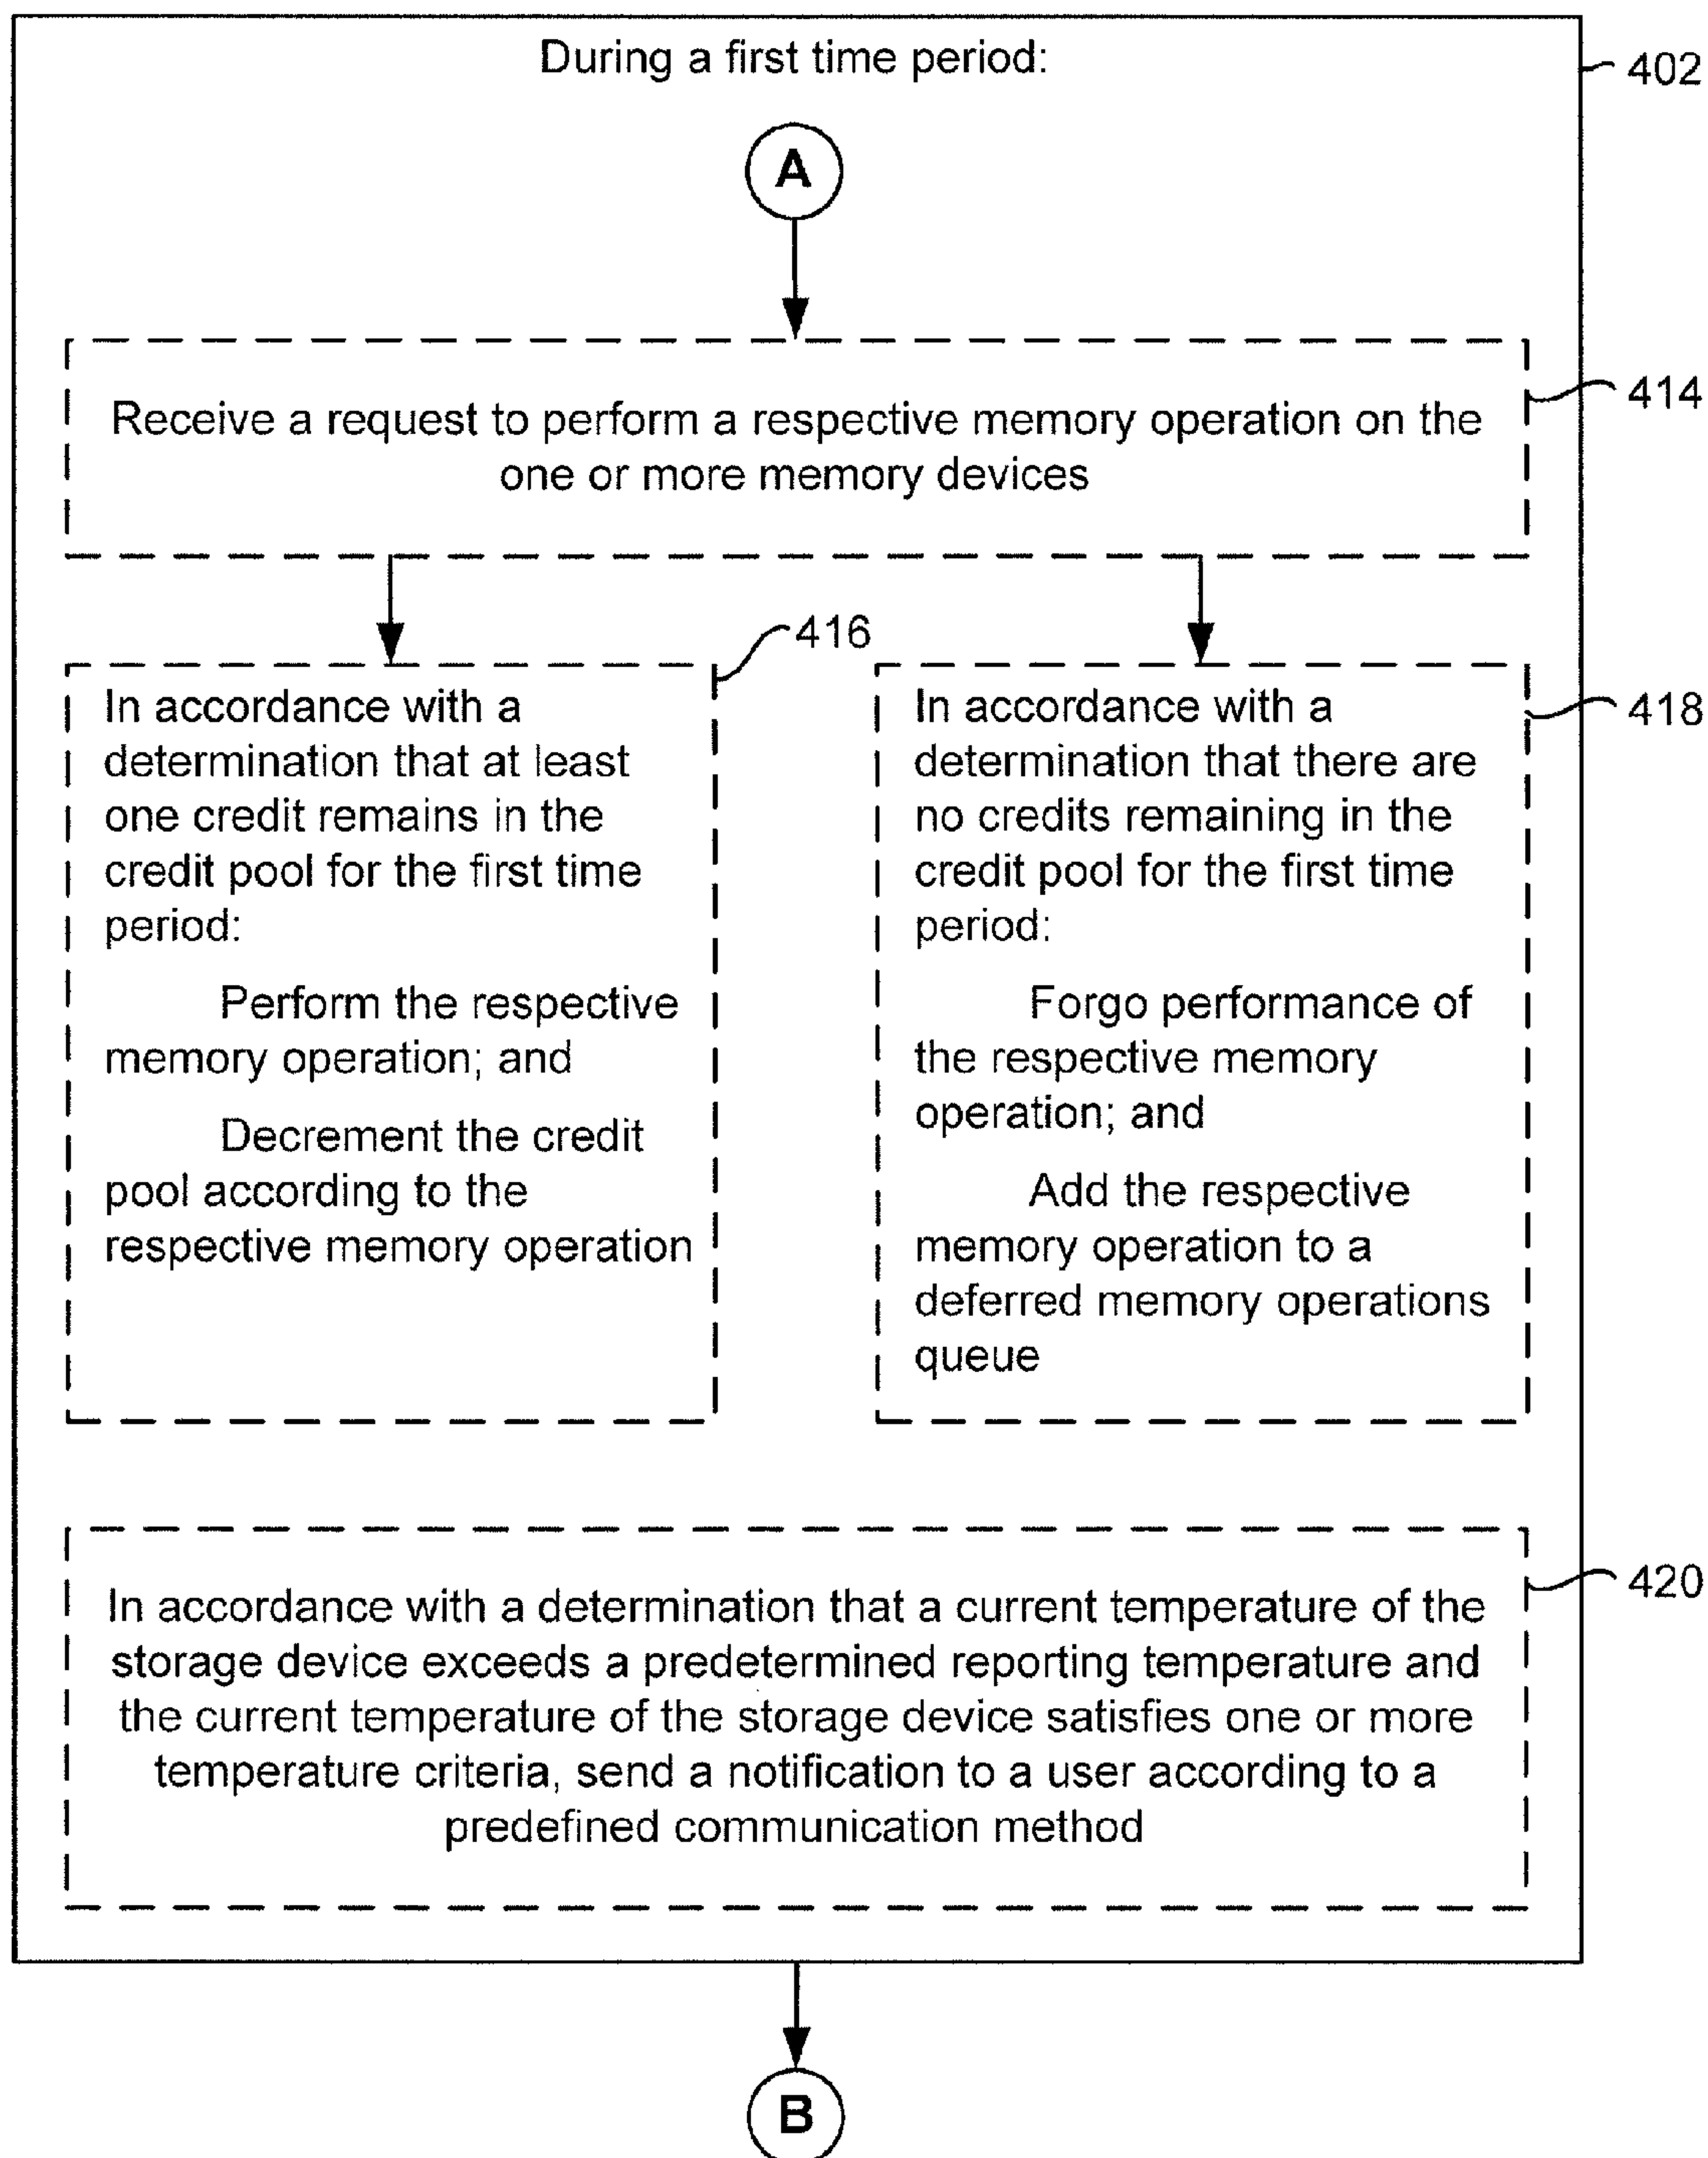 During a first time period:
402
A
Receive a request to perform a respective memory operation on the
one or more memory devices
414
416
In accordance with a
determination that at least
one credit remains in the
credit pool for the first time
period:
Perform the respective
memory operation; and
Decrement the credit
pool according to the
respective memory operation
418
In accordance with a
determination that there are
no credits remaining in the
credit pool for the first time
period:
Forgo performance of
the respective memory
operation; and
Add the respective
memory operation to a
deferred memory operations
queue
420
In accordance with a determination that a current temperature of the
storage device exceeds a predetermined reporting temperature and
the current temperature of the storage device satisfies one or more
temperature criteria, send a notification to a user according to a
predefined communication method
B